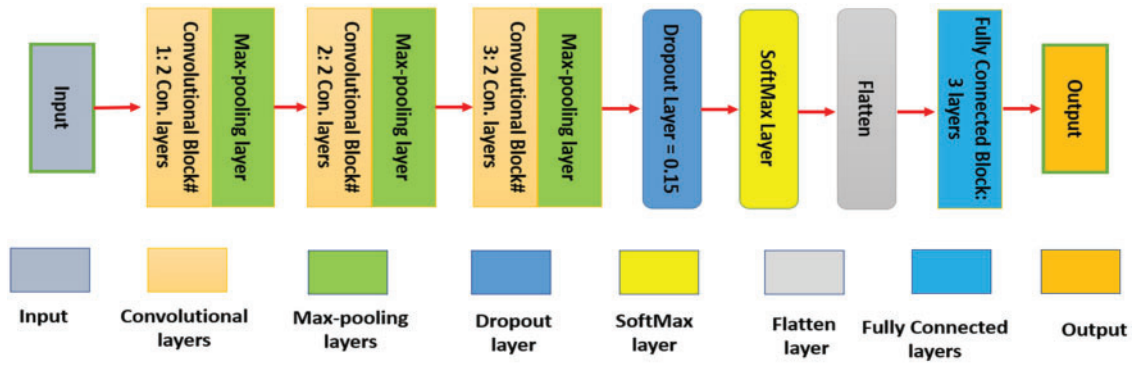 Input
Convolutional Block#
1: 2 Con. layers
Max-pooling layer
Convolutional Block#
2: 2 Con. layers
Max-pooling layer
Convolutional Block#
3: 2 Con. layers
Max-pooling layer
Dropout Layer = 0.15
SoftMax Layer
Flatten
Fully Connected Block:
3 layers
Output
Input
Convolutional
layers
Max-pooling
layers
Dropout
layer
SoftMax
layer
Flatten
layer
Fully Connected
layers
Output